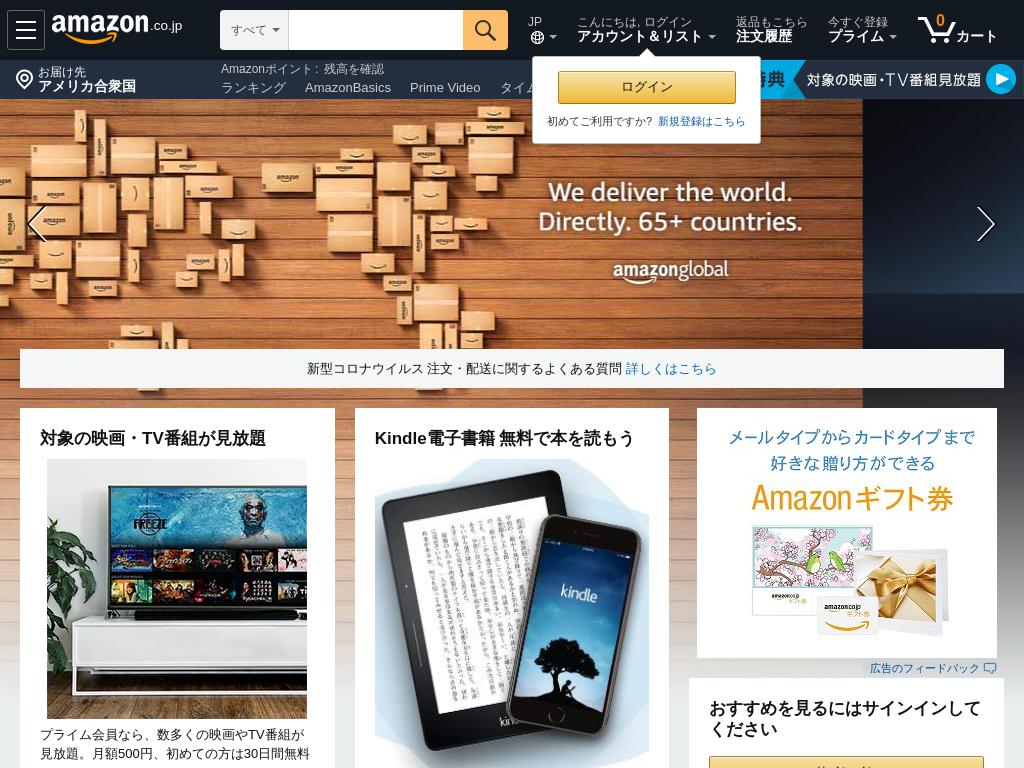 amazon.co.jp
すべて
JP
こんにちは, ログイン
アカウント＆リスト
返品もこちら
注文履歴
今すぐ登録
プライム
0
カート
お届け先
アメリカ合衆国
Amazonポイント: 残高を確認
ランキング AmazonBasics Prime Video
特典 対象の映画・TV番組見放題
ログイン
初めてご利用ですか? 新規登録はこちら
We deliver the world.
Directly. 65+ countries.
amazonglobal
新型コロナウイルス 注文・配送に関するよくある質問 詳しくはこちら
対象の映画・TV番組が見放題
プライム会員なら、数多くの映画やTV番組が
見放題。月額500円、初めての方は30日間無料
Kindle電子書籍 無料で本を読もう
kindle
メールタイプからカードタイプまで
好きな贈り方ができる
Amazonギフト券
amazon.co.jp
ギフト券
広告のフィードバック
おすすめを見るにはサインインして
ください